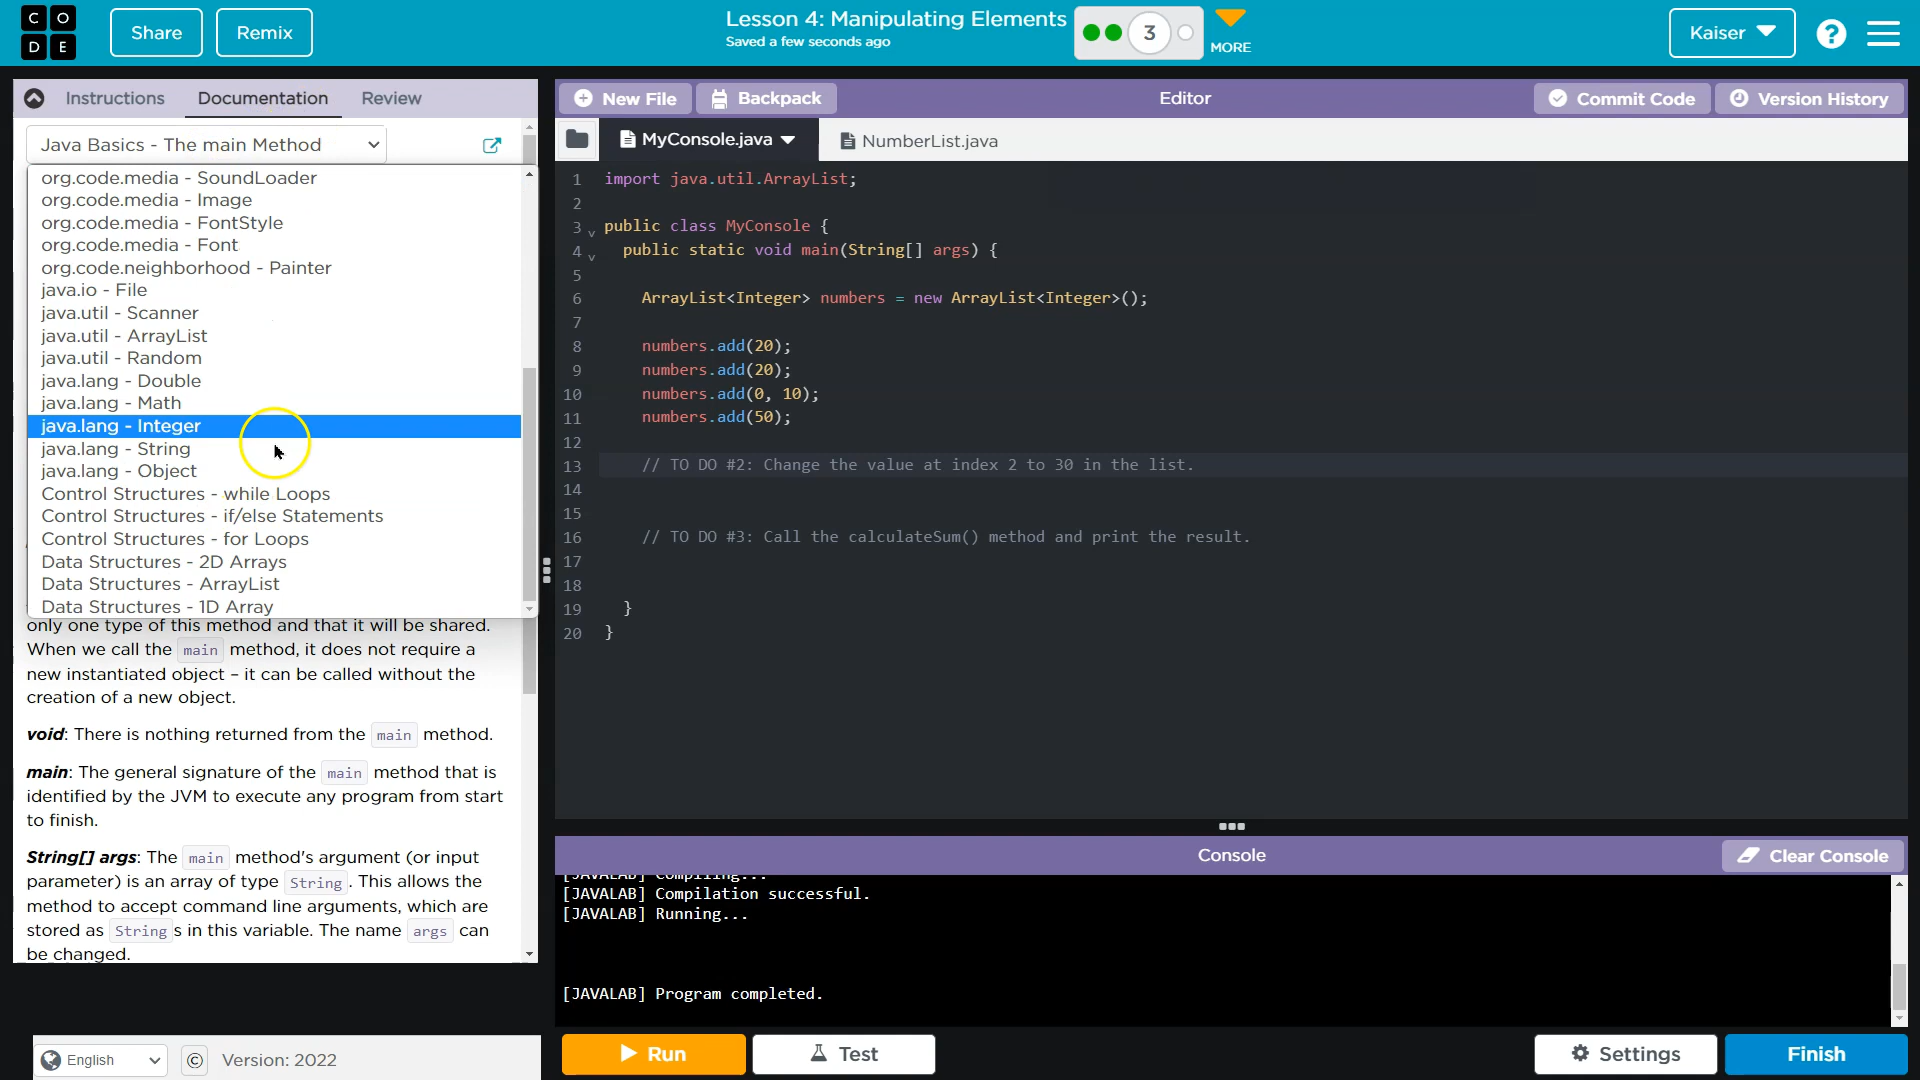 CODE
Share
Remix
Lesson 4: Manipulating Elements
Saved a few seconds ago
3
MORE
Kaiser
?
Instructions
Documentation
Review
Java Basics - The main Method
org.code.media - SoundLoader
org.code.media - Image
org.code.media - FontStyle
org.code.media - Font
org.code.neighborhood - Painter
java.io - File
java.util - Scanner
java.util - ArrayList
java.util - Random
java.lang - Double
java.lang - Math
java.lang - Integer
java.lang - String
java.lang - Object
Control Structures - while Loops
Control Structures - if/else Statements
Control Structures - for Loops
Data Structures - 2D Arrays
Data Structures - ArrayList
Data Structures - 1D Array
only one type of this method and that it will be shared.
When we call the main method, it does not require a
new instantiated object – it can be called without the
creation of a new object.
void: There is nothing returned from the main method.
main: The general signature of the main method that is
identified by the JVM to execute any program from start
to finish.
String[] args: The main method's argument (or input
parameter) is an array of type String. This allows the
method to accept command line arguments, which are
stored as Strings in this variable. The name args can
be changed.
English
©
Version: 2022
New File
Backpack
Editor
Commit Code
Version History
MyConsole.java
NumberList.java
1 import java.util.ArrayList;
2
3 public class MyConsole {
4 public static void main(String[] args) {
5
6 ArrayList<Integer> numbers = new ArrayList<Integer>();
7
8 numbers.add(20);
9 numbers.add(20);
10 numbers.add(0, 10);
11 numbers.add(50);
12
13 // TO DO #2: Change the value at index 2 to 30 in the list.
14
15
16 // TO DO #3: Call the calculateSum() method and print the result.
17
18
19 }
20 }
Console
Clear Console
[JAVALAB] Compiling...
[JAVALAB] Compilation successful.
[JAVALAB] Running...
[JAVALAB] Program completed.
Run
Test
Settings
Finish